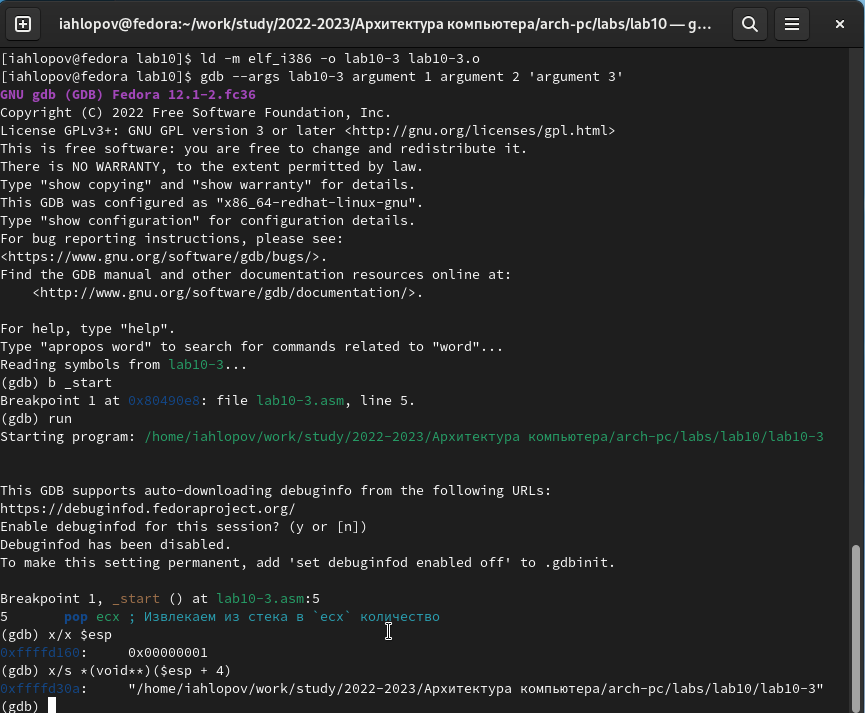 iahlopov@fedora:~/work/study/2022-2023/Архитектура компьютера/arch-pc/labs/lab10 — g...
[iahlopov@fedora lab10]$ ld -m elf_i386 -o lab10-3 lab10-3.o
[iahlopov@fedora lab10]$ gdb --args lab10-3 argument 1 argument 2 'argument 3'
GNU gdb (GDB) Fedora 12.1-2.fc36
Copyright (C) 2022 Free Software Foundation, Inc.
License GPLv3+: GNU GPL version 3 or later <http://gnu.org/licenses/gpl.html>
This is free software: you are free to change and redistribute it.
There is NO WARRANTY, to the extent permitted by law.
Type "show copying" and "show warranty" for details.
This GDB was configured as "x86_64-redhat-linux-gnu".
Type "show configuration" for configuration details.
For bug reporting instructions, please see:
<https://www.gnu.org/software/gdb/bugs/>.
Find the GDB manual and other documentation resources online at:
    <http://www.gnu.org/software/gdb/documentation/>.
For help, type "help".
Type "apropos word" to search for commands related to "word"...
Reading symbols from lab10-3...
(gdb) b _start
Breakpoint 1 at 0x80490e8: file lab10-3.asm, line 5.
(gdb) run
Starting program: /home/iahlopov/work/study/2022-2023/Архитектура компьютера/arch-pc/labs/lab10/lab10-3
This GDB supports auto-downloading debuginfo from the following URLs:
https://debuginfod.fedoraproject.org/
Enable debuginfod for this session? (y or [n])
Debuginfod has been disabled.
To make this setting permanent, add 'set debuginfod enabled off' to .gdbinit.
Breakpoint 1, _start () at lab10-3.asm:5
5       pop ecx ; Извлекаем из стека в `ecx` количество
(gdb) x/x $esp
0xffffd160:     0x00000001
(gdb) x/s *(void**)($esp + 4)
0xffffd30a:     "/home/iahlopov/work/study/2022-2023/Архитектура компьютера/arch-pc/labs/lab10/lab10-3"
(gdb)